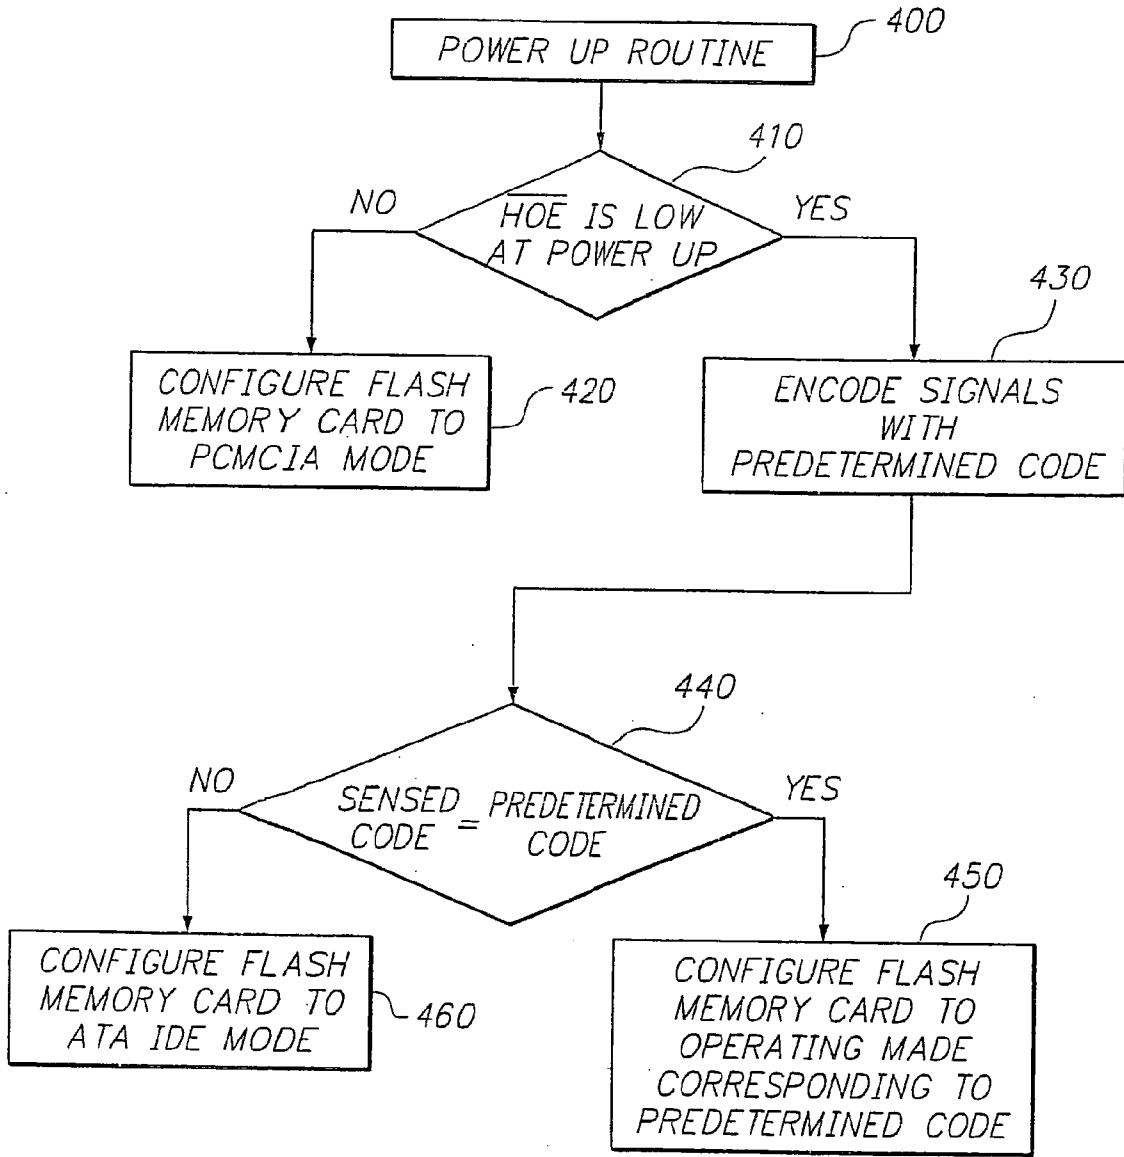 POWER UP ROUTINE
400
410
NO
HOE IS LOW
AT POWER UP
YES
430
CONFIGURE FLASH
MEMORY CARD TO
PCMCIA MODE
420
ENCODE SIGNALS
WITH
PREDETERMINED CODE
440
NO
SENSED
CODE
=
PREDETERMINED
CODE
YES
450
CONFIGURE FLASH
MEMORY CARD TO
ATA IDE MODE
460
CONFIGURE FLASH
MEMORY CARD TO
OPERATING MADE
CORRESPONDING TO
PREDETERMINED CODE